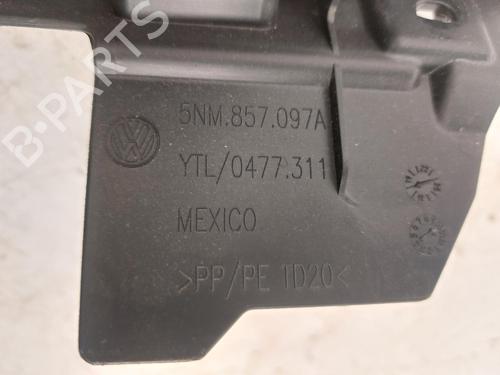 5NM.857.097A
YTL/0477.311
MEXICO
>PP/PE 1D20<
B-PARTS